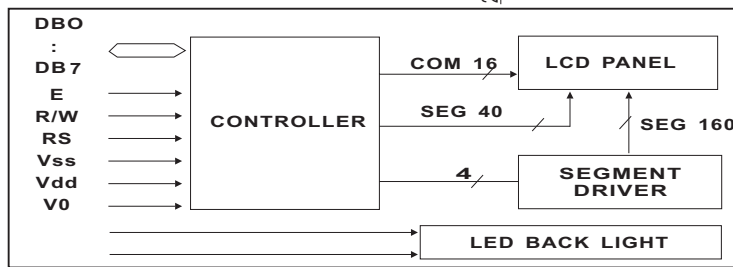 DBO
:
DB7
E
R/W
RS
Vss
Vdd
V0
CONTROLLER
COM 16
SEG 40
4
LCD PANEL
SEG 160
SEGMENT
DRIVER
LED BACK LIGHT